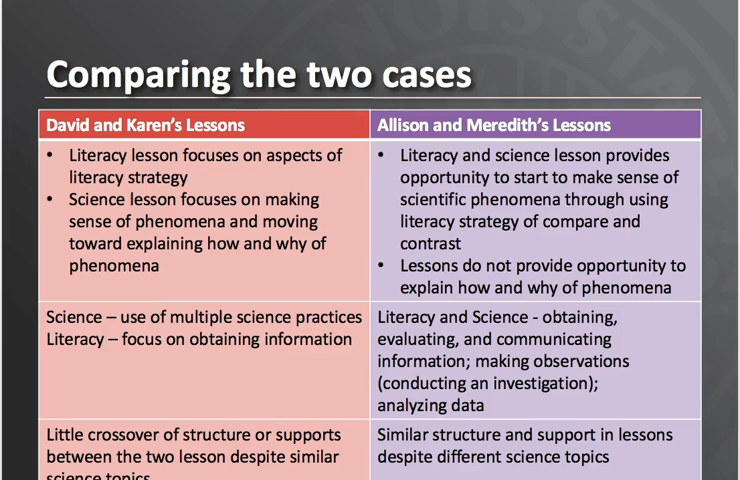 Comparing the two cases
David and Karen's Lessons
• Literacy lesson focuses on aspects of
literacy strategy
• Science lesson focuses on making
sense of phenomena and moving
toward explaining how and why of
phenomena
Allison and Meredith's Lessons
• Literacy and science lesson provides
opportunity to start to make sense of
scientific phenomena through using
literacy strategy of compare and
contrast
• Lessons do not provide opportunity to
explain how and why of phenomena
Science – use of multiple science practices
Literacy – focus on obtaining information
Literacy and Science - obtaining,
evaluating, and communicating
information; making observations
(conducting an investigation);
analyzing data
Little crossover of structure or supports
between the two lesson despite similar
science topics
Similar structure and support in lessons
despite different science topics